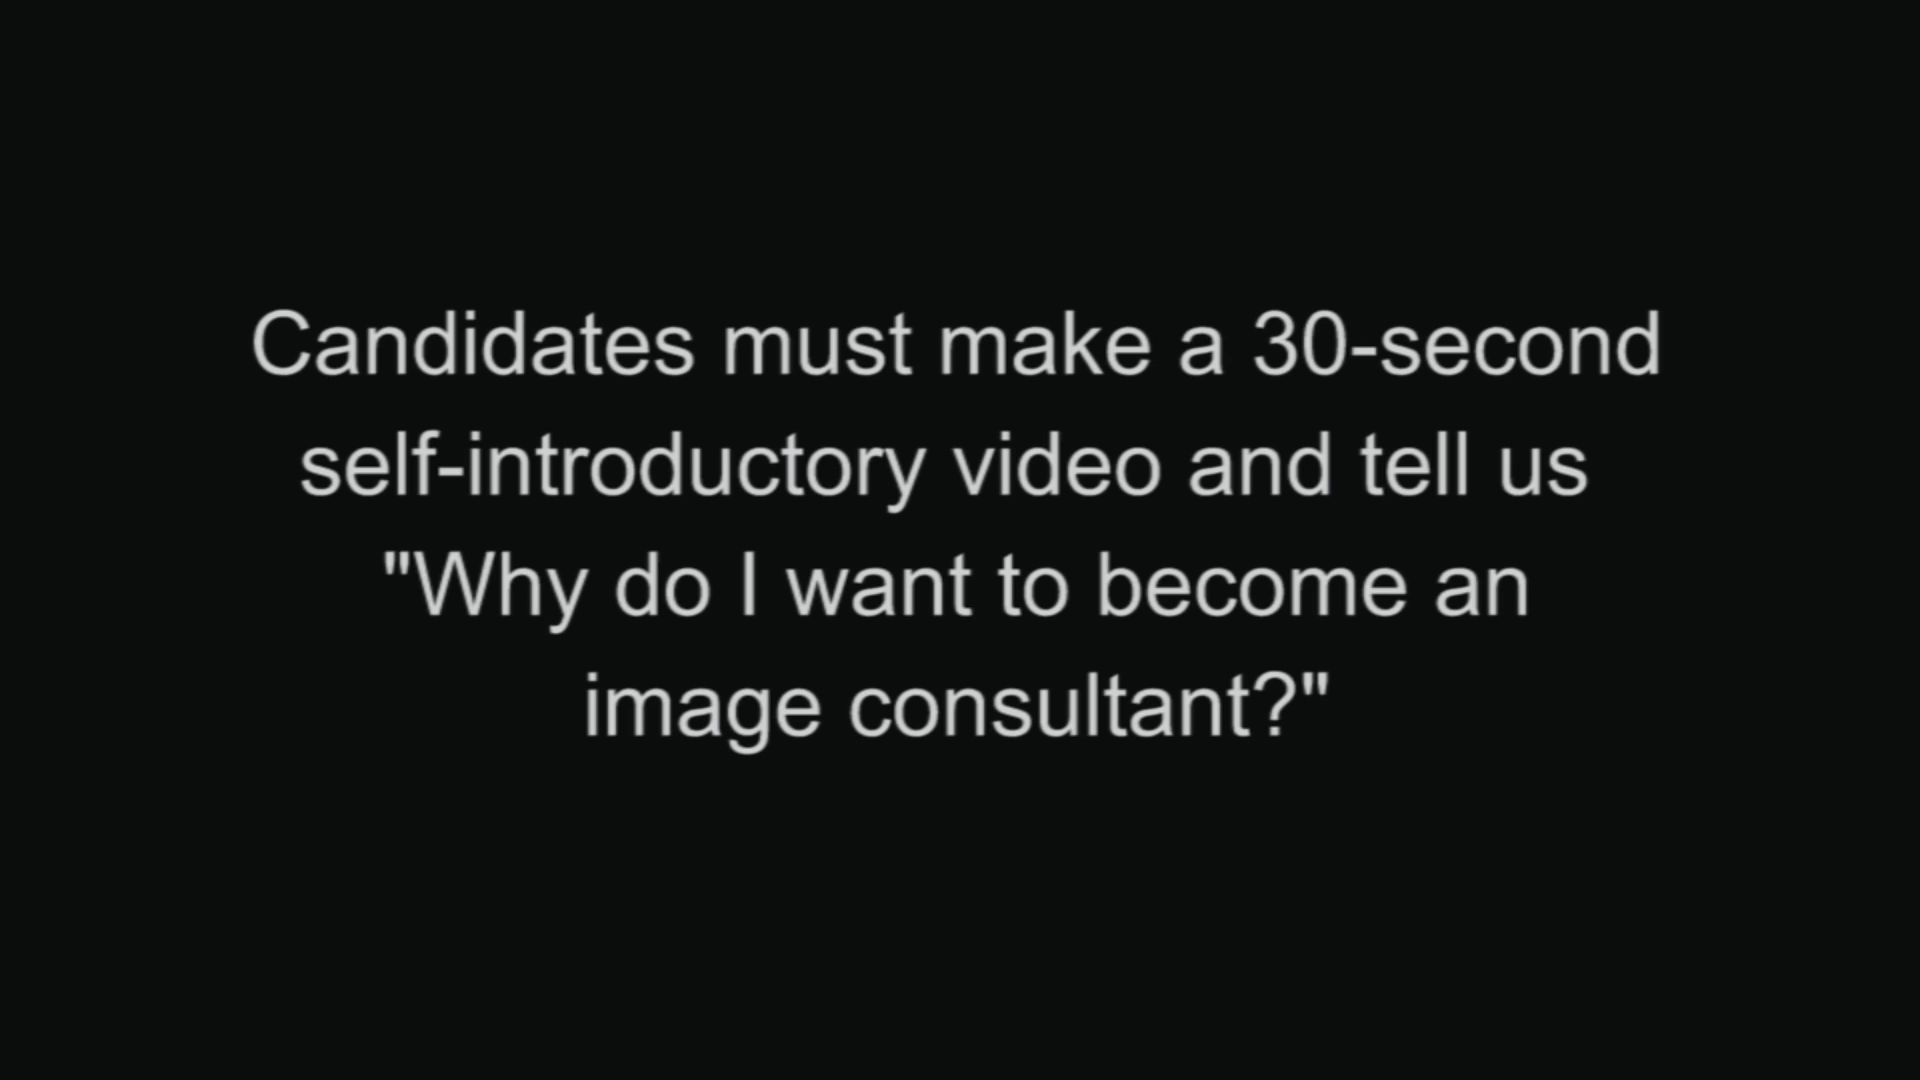 Candidates must make a 30-second
self-introductory video and tell us
"Why do I want to become an
image consultant?"